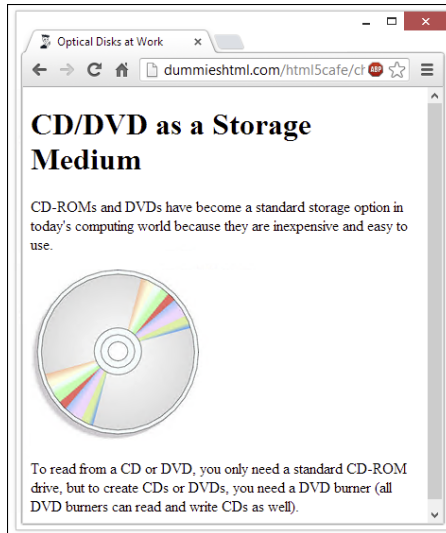 Optical Disks at Work
dummieshtml.com/html5cafe/ch
ABP
CD/DVD as a Storage
Medium
CD-ROMs and DVDs have become a standard storage option in
today's computing world because they are inexpensive and easy to
use.
To read from a CD or DVD, you only need a standard CD-ROM
drive, but to create CDs or DVDs, you need a DVD burner (all
DVD burners can read and write CDs as well).